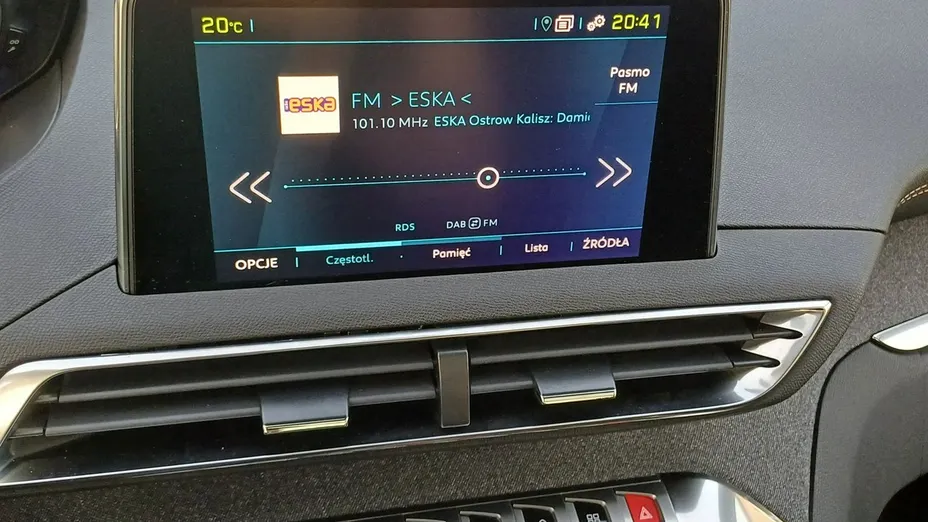 20°C
20:41
Pasmo
FM
eska
FM > ESKA <
101.10 MHz ESKA Ostrow Kalisz: Dami
RDS
DAB FM
OPCJE Częstotl. Pamięć Lista ŹRÓDŁA